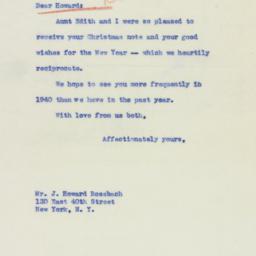 Dear Howard:
Aunt Edith and I were so pleased to
receive your Christmas note and your good
wishes for the New Year -- which we heartily
reciprocate.
We hope to see you more frequently in
1940 than we have in the past year.
With love from us both,
Affectionately yours,
Mr. J. Howard Rossbach
130 East 40th Street
New York, N. Y.